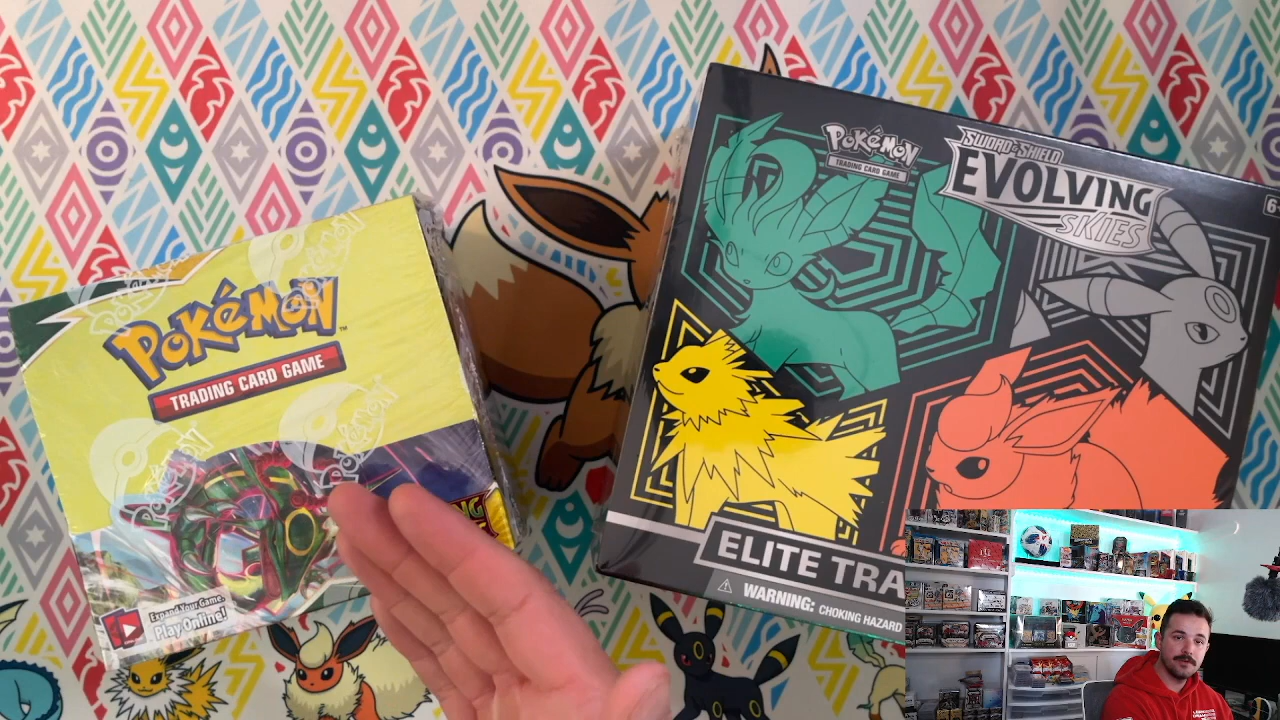 POKéMON
TRADING CARD GAME
Expand Your Game.
Play Online!
POKéMON
TRADING CARD GAME
SWORD & SHIELD
EVOLVING
SKIES
6+
ELITE TRA
WARNING: CHOKING HAZARD